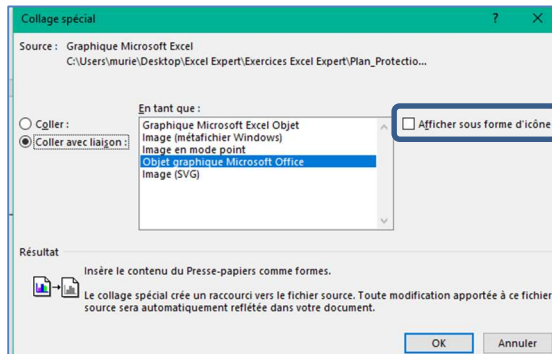 Collage spécial
? ×
Source : Graphique Microsoft Excel
C:\Users\murie\Desktop\Excel Expert\Exercices Excel Expert\Plan_Protectio...
En tant que :
Coller :
Coller avec liaison :
Graphique Microsoft Excel Objet
Image (métafichier Windows)
Image en mode point
Objet graphique Microsoft Office
Image (SVG)
Afficher sous forme d'icône
Résultat
Insère le contenu du Presse-papiers comme formes.
Le collage spécial crée un raccourci vers le fichier source. Toute modification apportée à ce fichier
source sera automatiquement reflétée dans votre document.
OK
Annuler